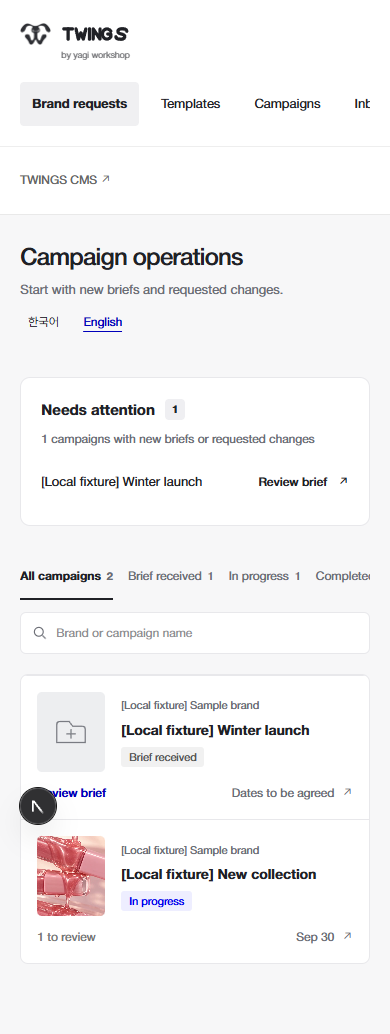 TWINGS
by yagi workshop
Brand requests Templates Campaigns Inb
TWINGS CMS ↗
Campaign operations
Start with new briefs and requested changes.
한국어 English
Needs attention 1
1 campaigns with new briefs or requested changes
[Local fixture] Winter launch Review brief ↗
All campaigns 2 Brief received 1 In progress 1 Completed
Brand or campaign name
[Local fixture] Sample brand
[Local fixture] Winter launch
Brief received
view brief Dates to be agreed ↗
N
[Local fixture] Sample brand
[Local fixture] New collection
In progress
1 to review Sep 30 ↗